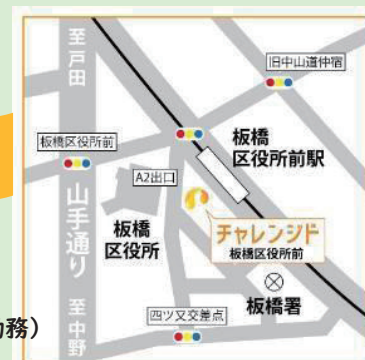 至戸田
旧中山道仲宿
板橋区役所前
板橋
区役所前駅
A2出口
山手通り
板橋
区役所
チャレンジド
板橋区役所前
至中野
板橋署
四ツ又交差点
務）